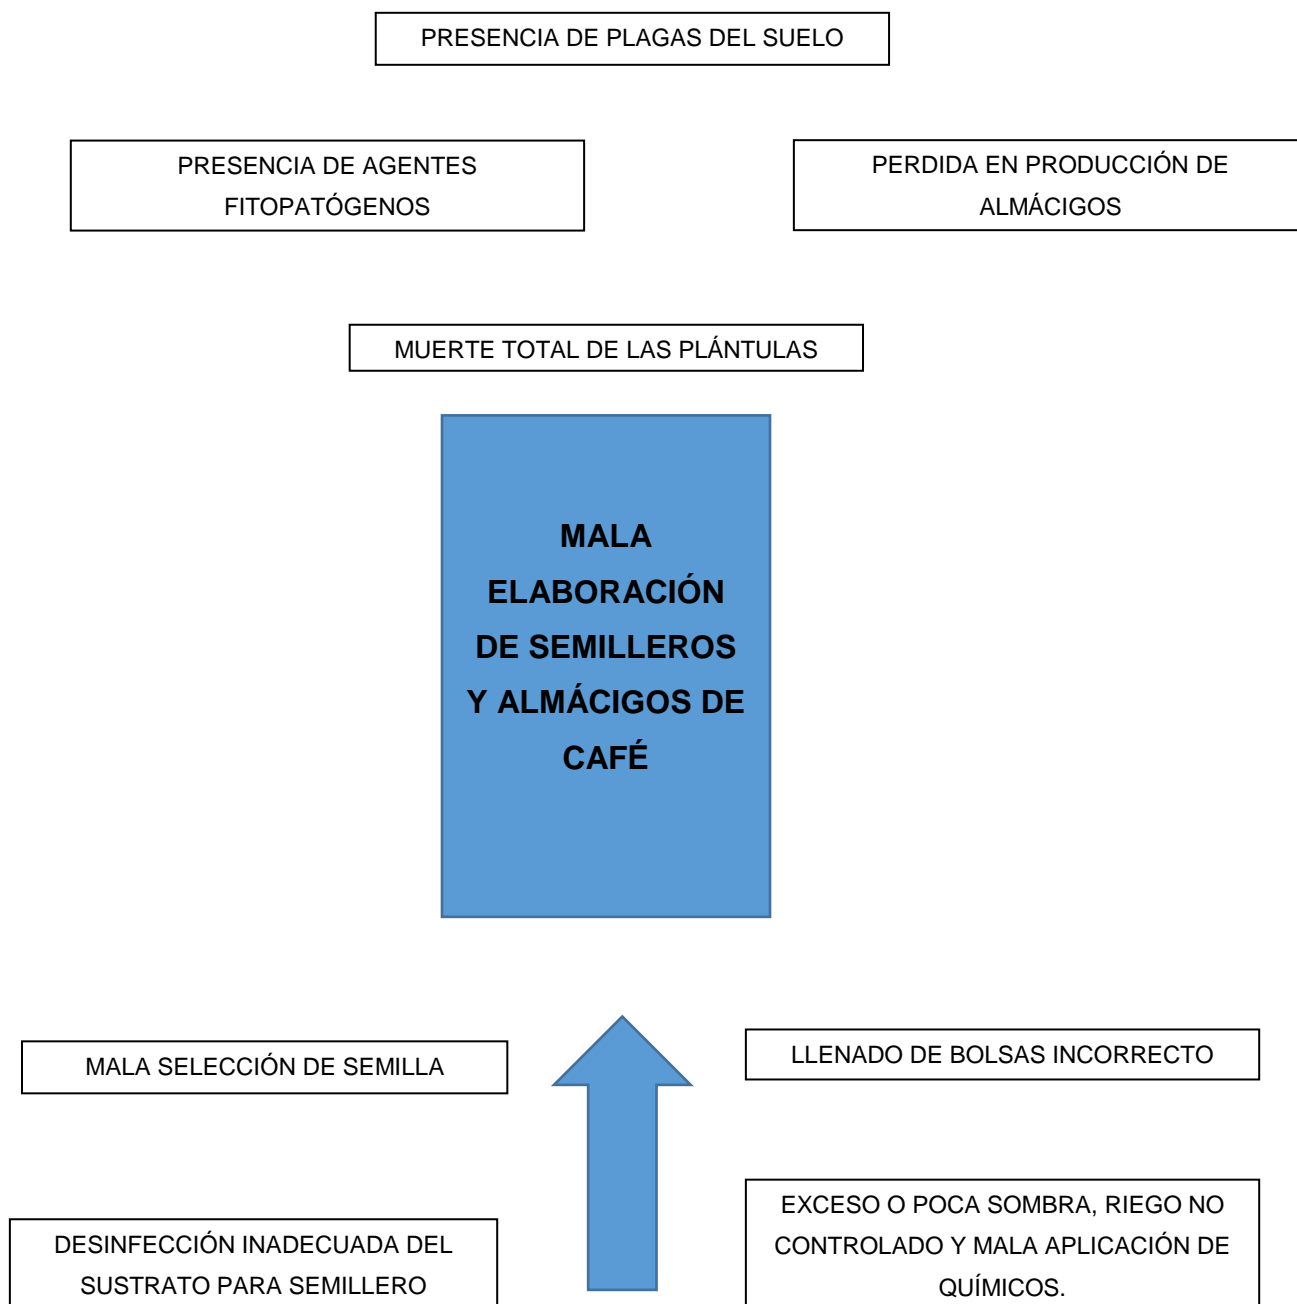 PRESENCIA DE PLAGAS DEL SUELO
PRESENCIA DE AGENTES
FITOPATÓGENOS
PERDIDA EN PRODUCCIÓN DE
ALMÁCIGOS
MUERTE TOTAL DE LAS PLÁNTULAS
MALA
ELABORACIÓN
DE SEMILLEROS
Y ALMÁCIGOS DE
CAFÉ
MALA SELECCIÓN DE SEMILLA
LLENADO DE BOLSAS INCORRECTO
DESINFECCIÓN INADECUADA DEL
SUSTRATO PARA SEMILLERO
EXCESO O POCA SOMBRA, RIEGO NO
CONTROLADO Y MALA APLICACIÓN DE
QUÍMICOS.